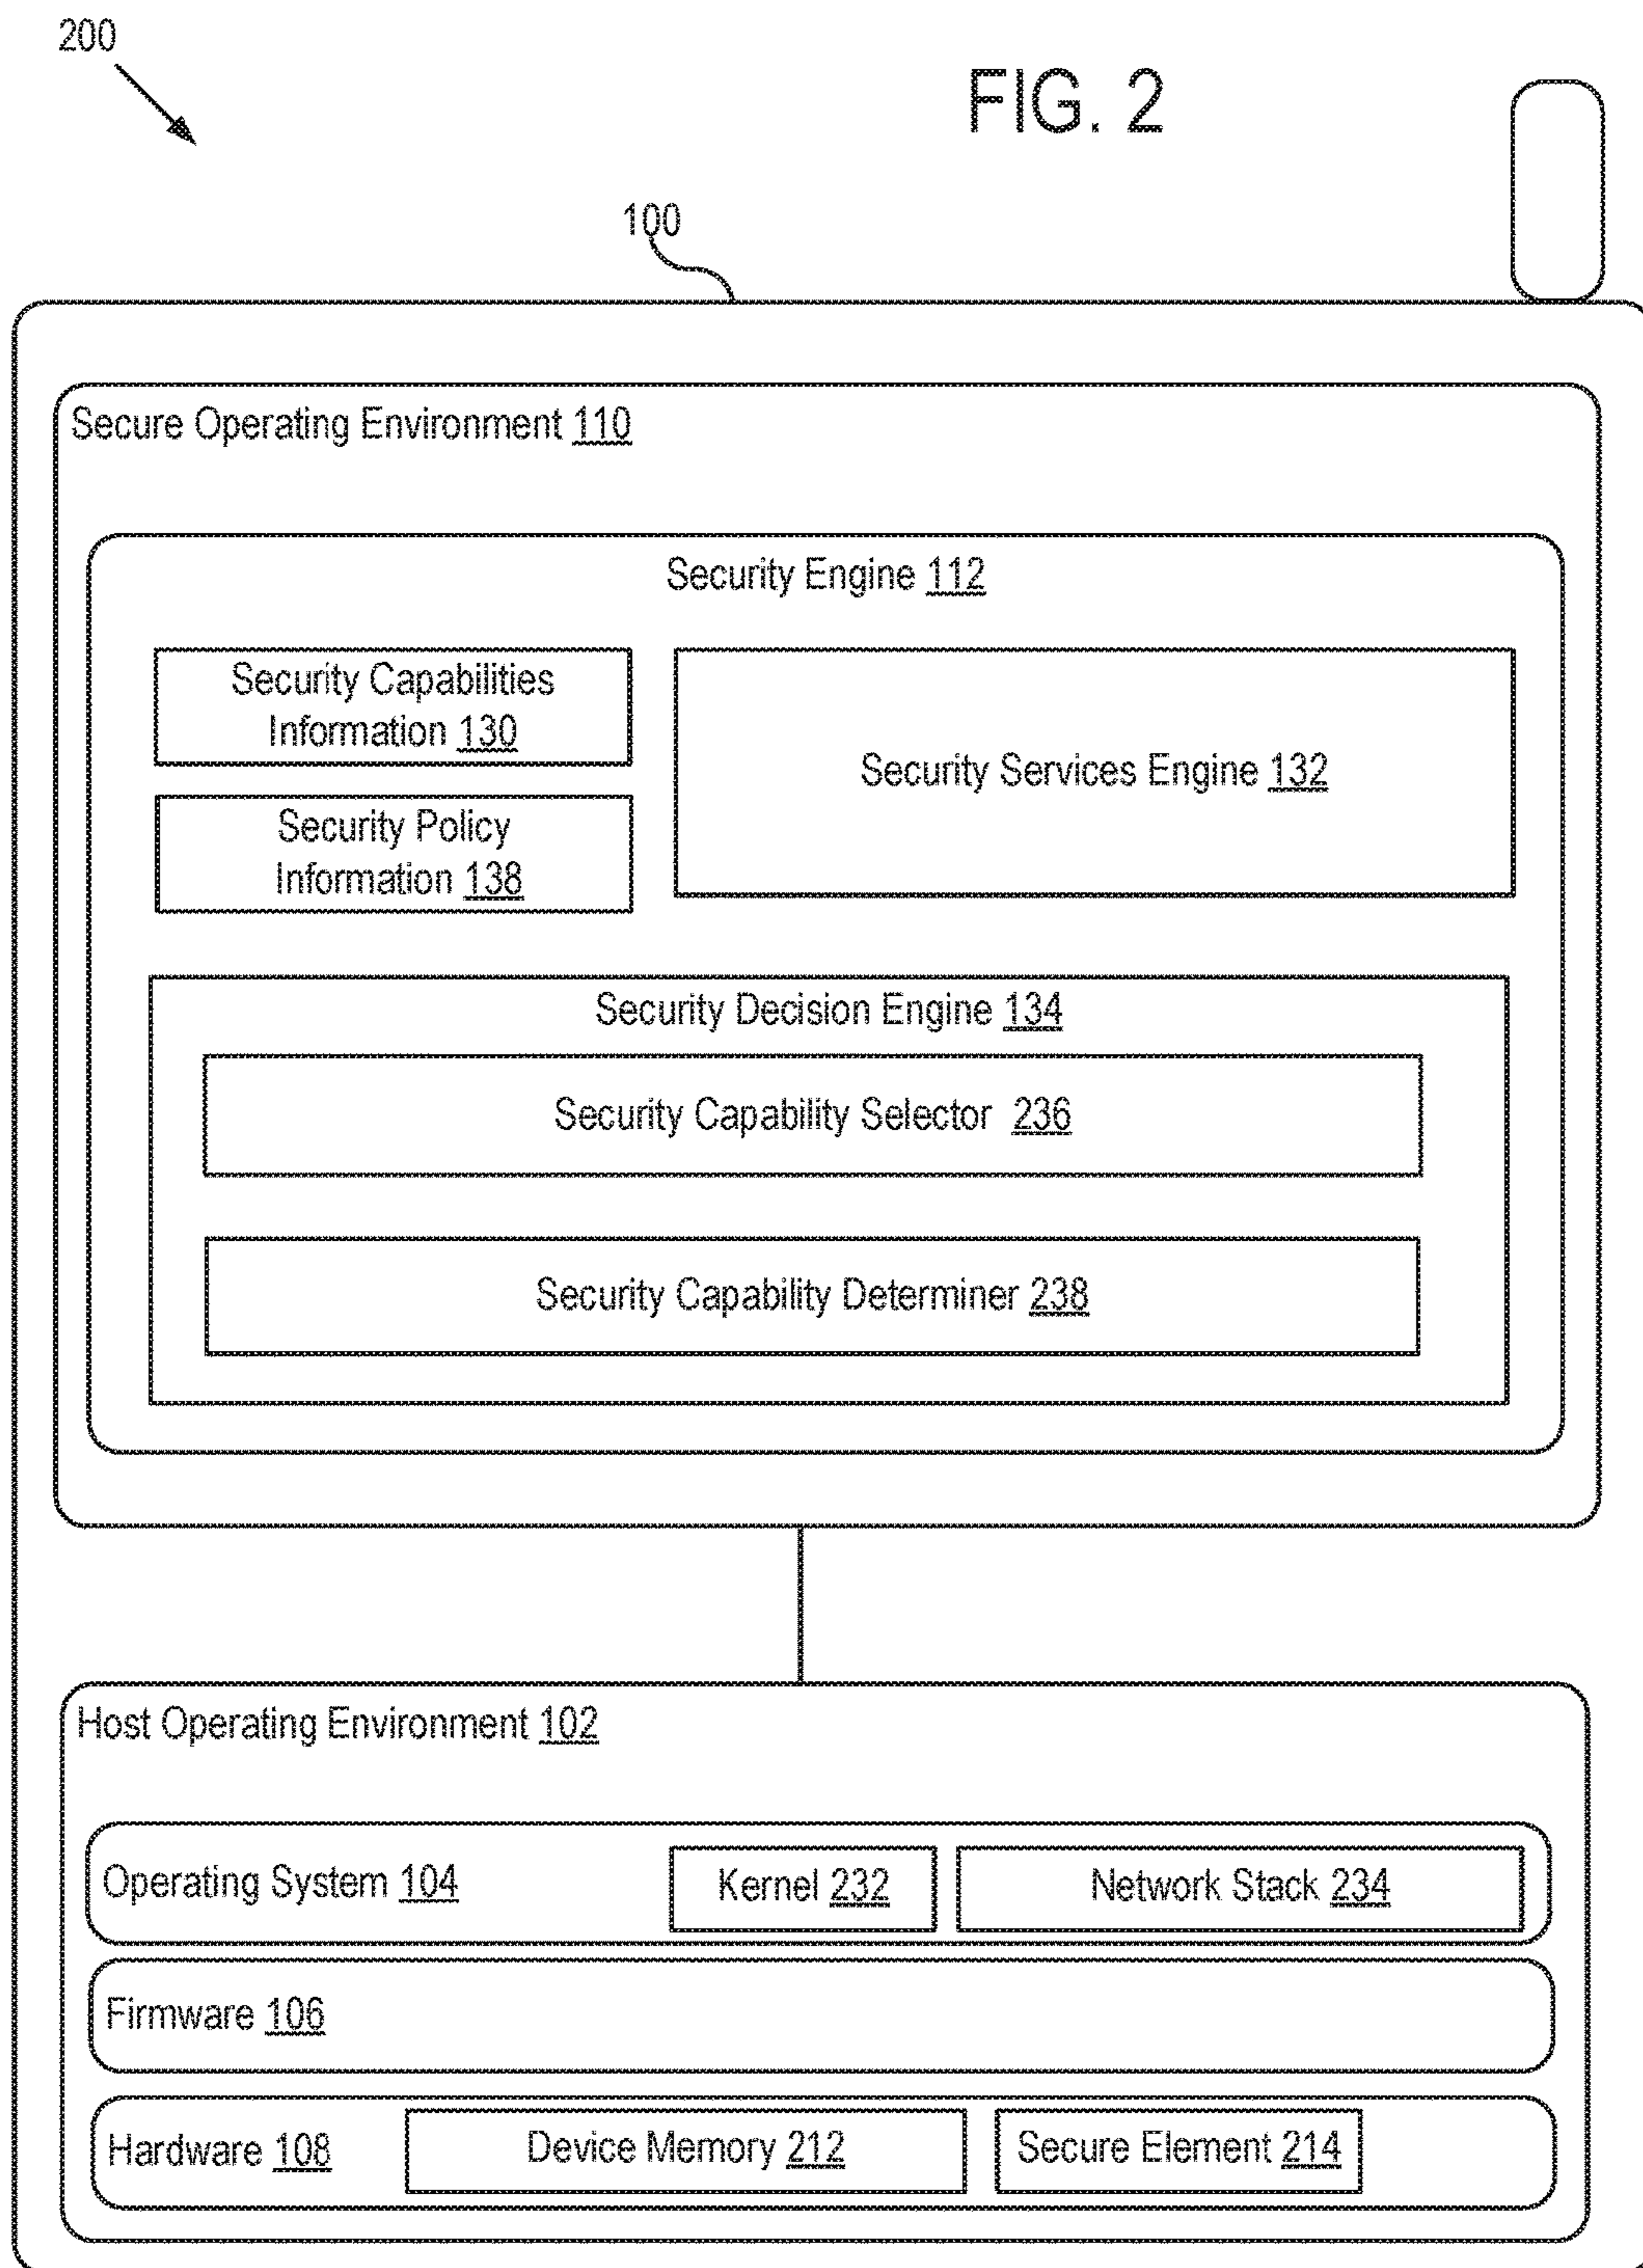 200
FIG. 2
100
Secure Operating Environment 110
Security Engine 112
Security Capabilities
Information 130
Security Services Engine 132
Security Policy
Information 138
Security Decision Engine 134
Security Capability Selector 236
Security Capability Determiner 238
Host Operating Environment 102
Operating System 104
Kernel 232
Network Stack 234
Firmware 106
Hardware 108
Device Memory 212
Secure Element 214